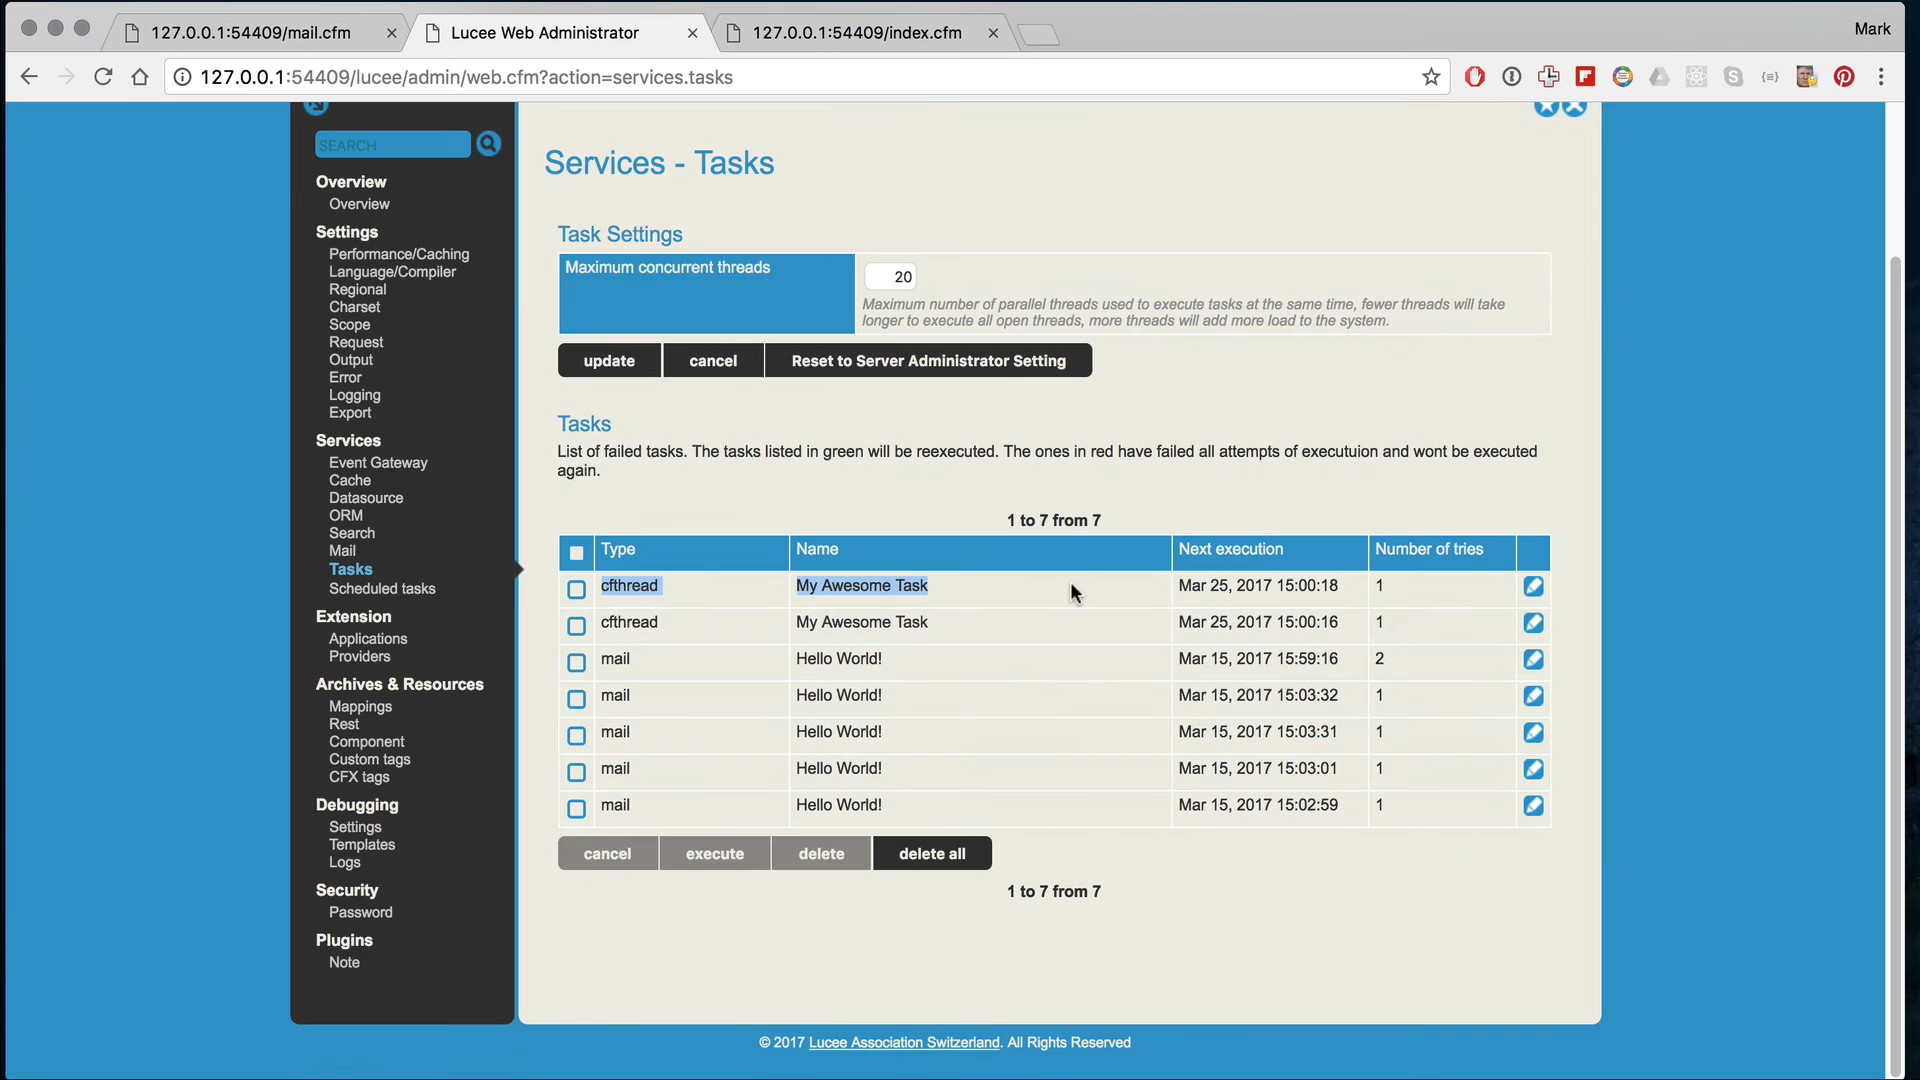 127.0.0.1:54409/mail.cfm
Lucee Web Administrator
127.0.0.1:54409/index.cfm
Mark
127.0.0.1:54409/lucee/admin/web.cfm?action=services.tasks
SEARCH
Overview
Overview
Settings
Performance/Caching
Language/Compiler
Regional
Charset
Scope
Request
Output
Error
Logging
Export
Services
Event Gateway
Cache
Datasource
ORM
Search
Mail
Tasks
Scheduled tasks
Extension
Applications
Providers
Archives & Resources
Mappings
Rest
Component
Custom tags
CFX tags
Debugging
Settings
Templates
Logs
Security
Password
Plugins
Note
Services - Tasks
Task Settings
Maximum concurrent threads
20
Maximum number of parallel threads used to execute tasks at the same time, fewer threads will take
longer to execute all open threads, more threads will add more load to the system.
update cancel Reset to Server Administrator Setting
Tasks
List of failed tasks. The tasks listed in green will be reexecuted. The ones in red have failed all attempts of executuion and wont be executed
again.
1 to 7 from 7
Type Name Next execution Number of tries
cfthread My Awesome Task Mar 25, 2017 15:00:18 1
cfthread My Awesome Task Mar 25, 2017 15:00:16 1
mail Hello World! Mar 15, 2017 15:59:16 2
mail Hello World! Mar 15, 2017 15:03:32 1
mail Hello World! Mar 15, 2017 15:03:31 1
mail Hello World! Mar 15, 2017 15:03:01 1
mail Hello World! Mar 15, 2017 15:02:59 1
cancel execute delete delete all
1 to 7 from 7
© 2017 Lucee Association Switzerland. All Rights Reserved